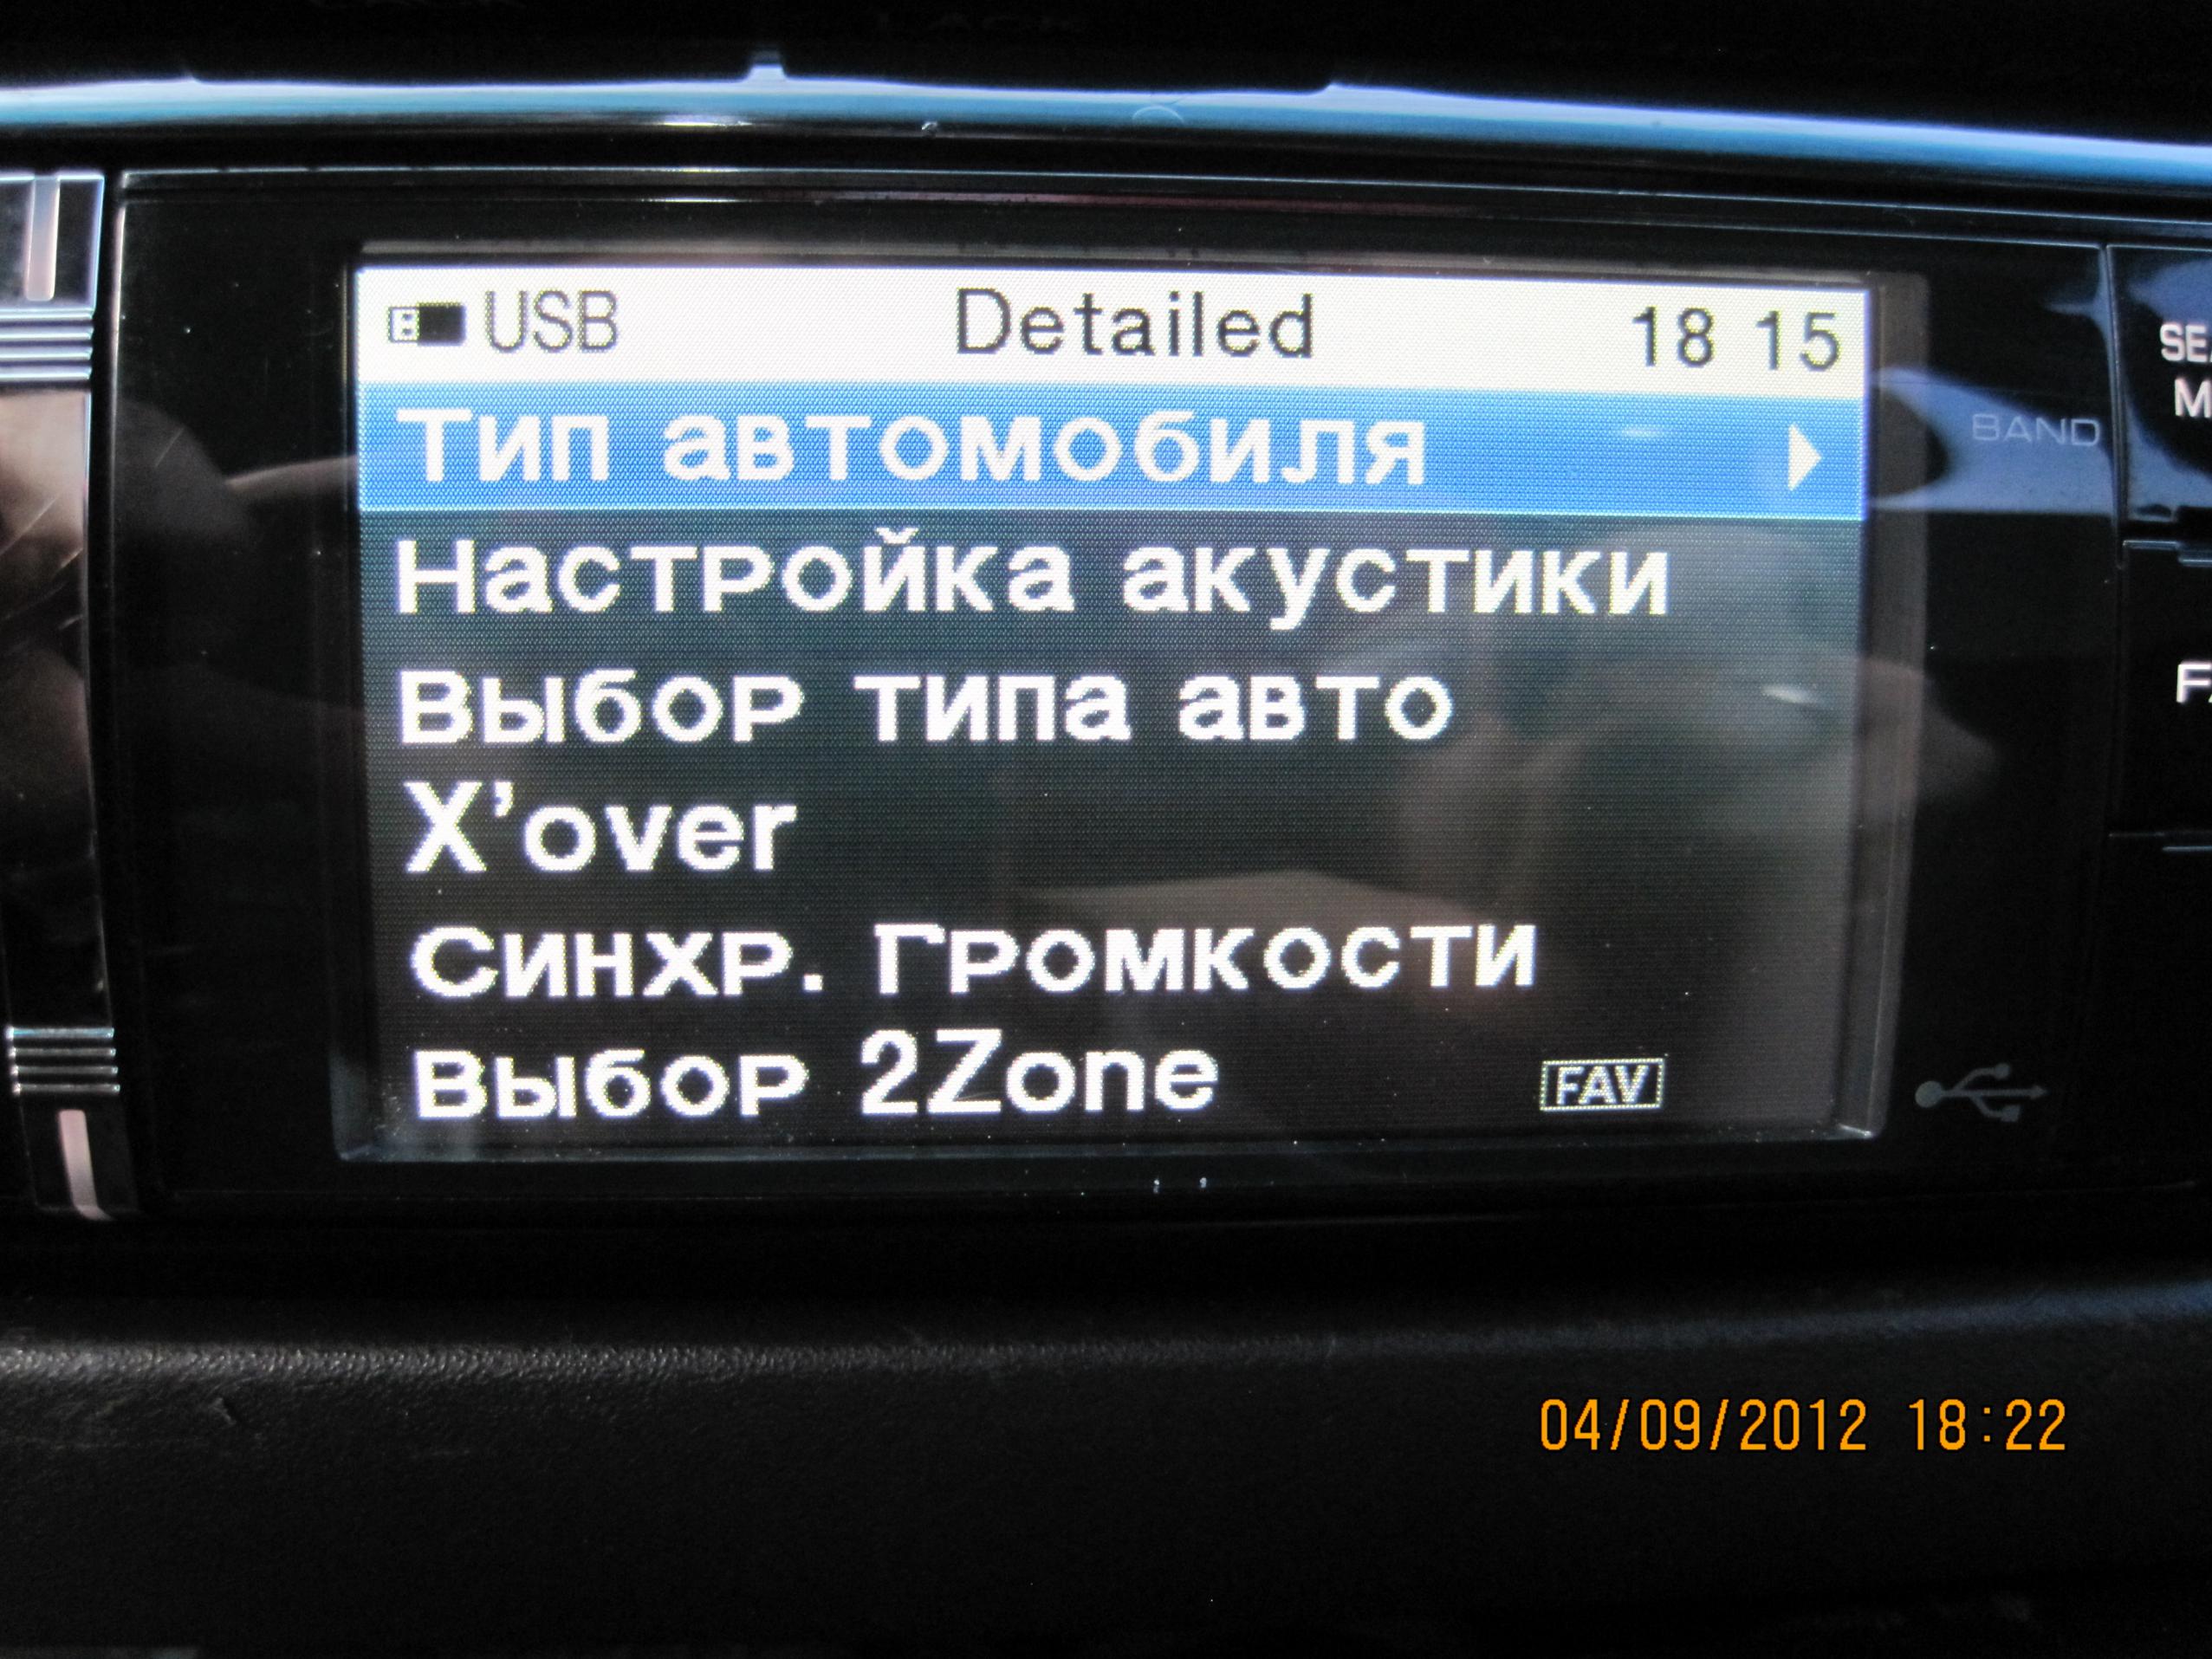 USB Detailed 18 15
Тип автомобиля
BAND
Настройка акустики
Выбор типа авто
X'over
Синхр. громкости
Выбор 2Zone
FAV
04/09/2012 18:22